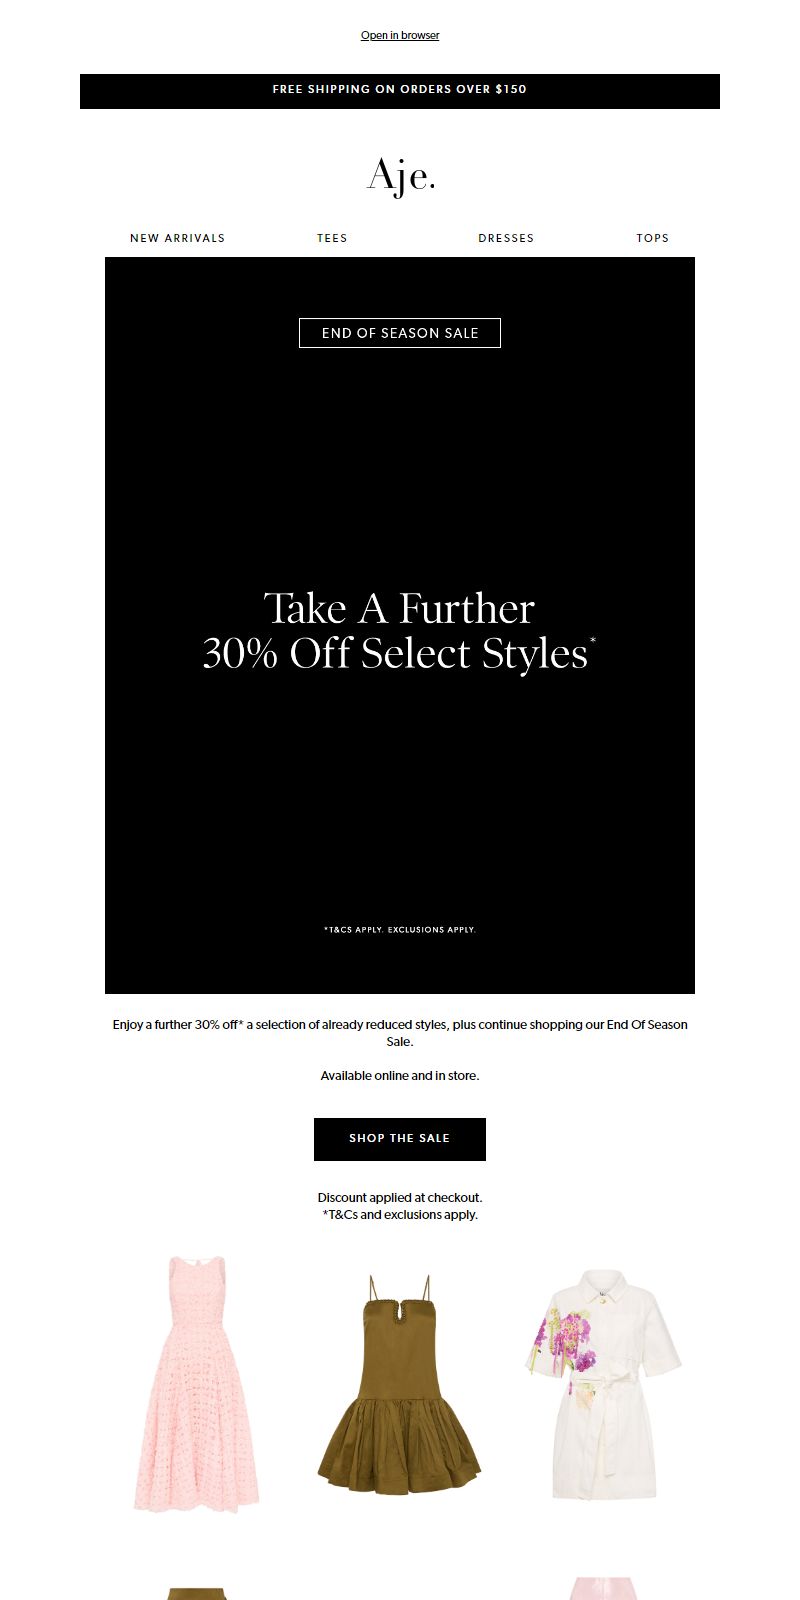 Open in browser
FREE SHIPPING ON ORDERS OVER $150
Aje.
NEW ARRIVALS TEES DRESSES TOPS
END OF SEASON SALE
Take A Further
30% Off Select Styles*
*T&CS APPLY. EXCLUSIONS APPLY.
Enjoy a further 30% off* a selection of already reduced styles, plus continue shopping our End Of Season
Sale.
Available online and in store.
SHOP THE SALE
Discount applied at checkout.
*T&Cs and exclusions apply.